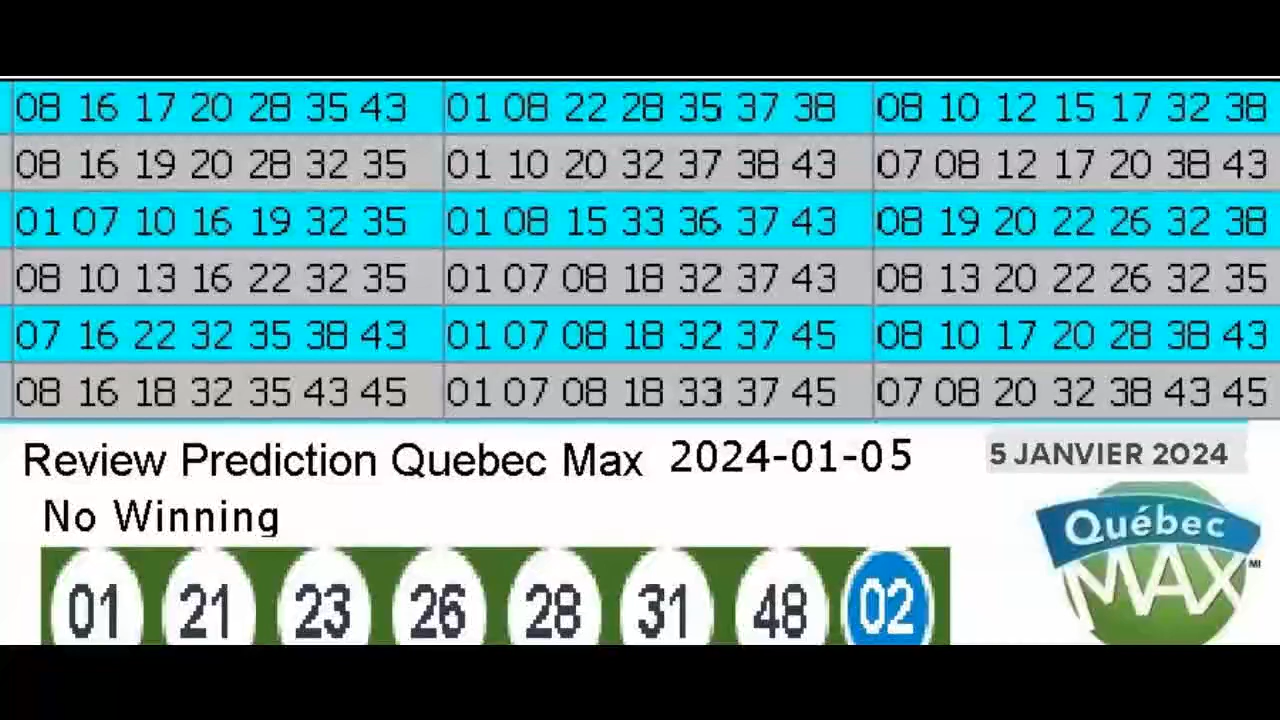 08 16 17 20 28 35 43 01 08 22 28 35 37 38 08 10 12 15 17 32 38
08 16 19 20 28 32 35 01 10 20 32 37 38 43 07 08 12 17 20 38 43
01 07 10 16 19 32 35 01 08 15 33 36 37 43 08 19 20 22 26 32 38
08 10 13 16 22 32 35 01 07 08 18 32 37 43 08 13 20 22 26 32 35
07 16 22 32 35 38 43 01 07 08 18 32 37 45 08 10 17 20 28 38 43
08 16 18 32 35 43 45 01 07 08 18 33 37 45 07 08 20 32 38 43 45
Review Prediction Quebec Max 2024-01-05 5 JANVIER 2024
No Winning
Québec
MAX MI
01 21 23 26 28 31 48 02